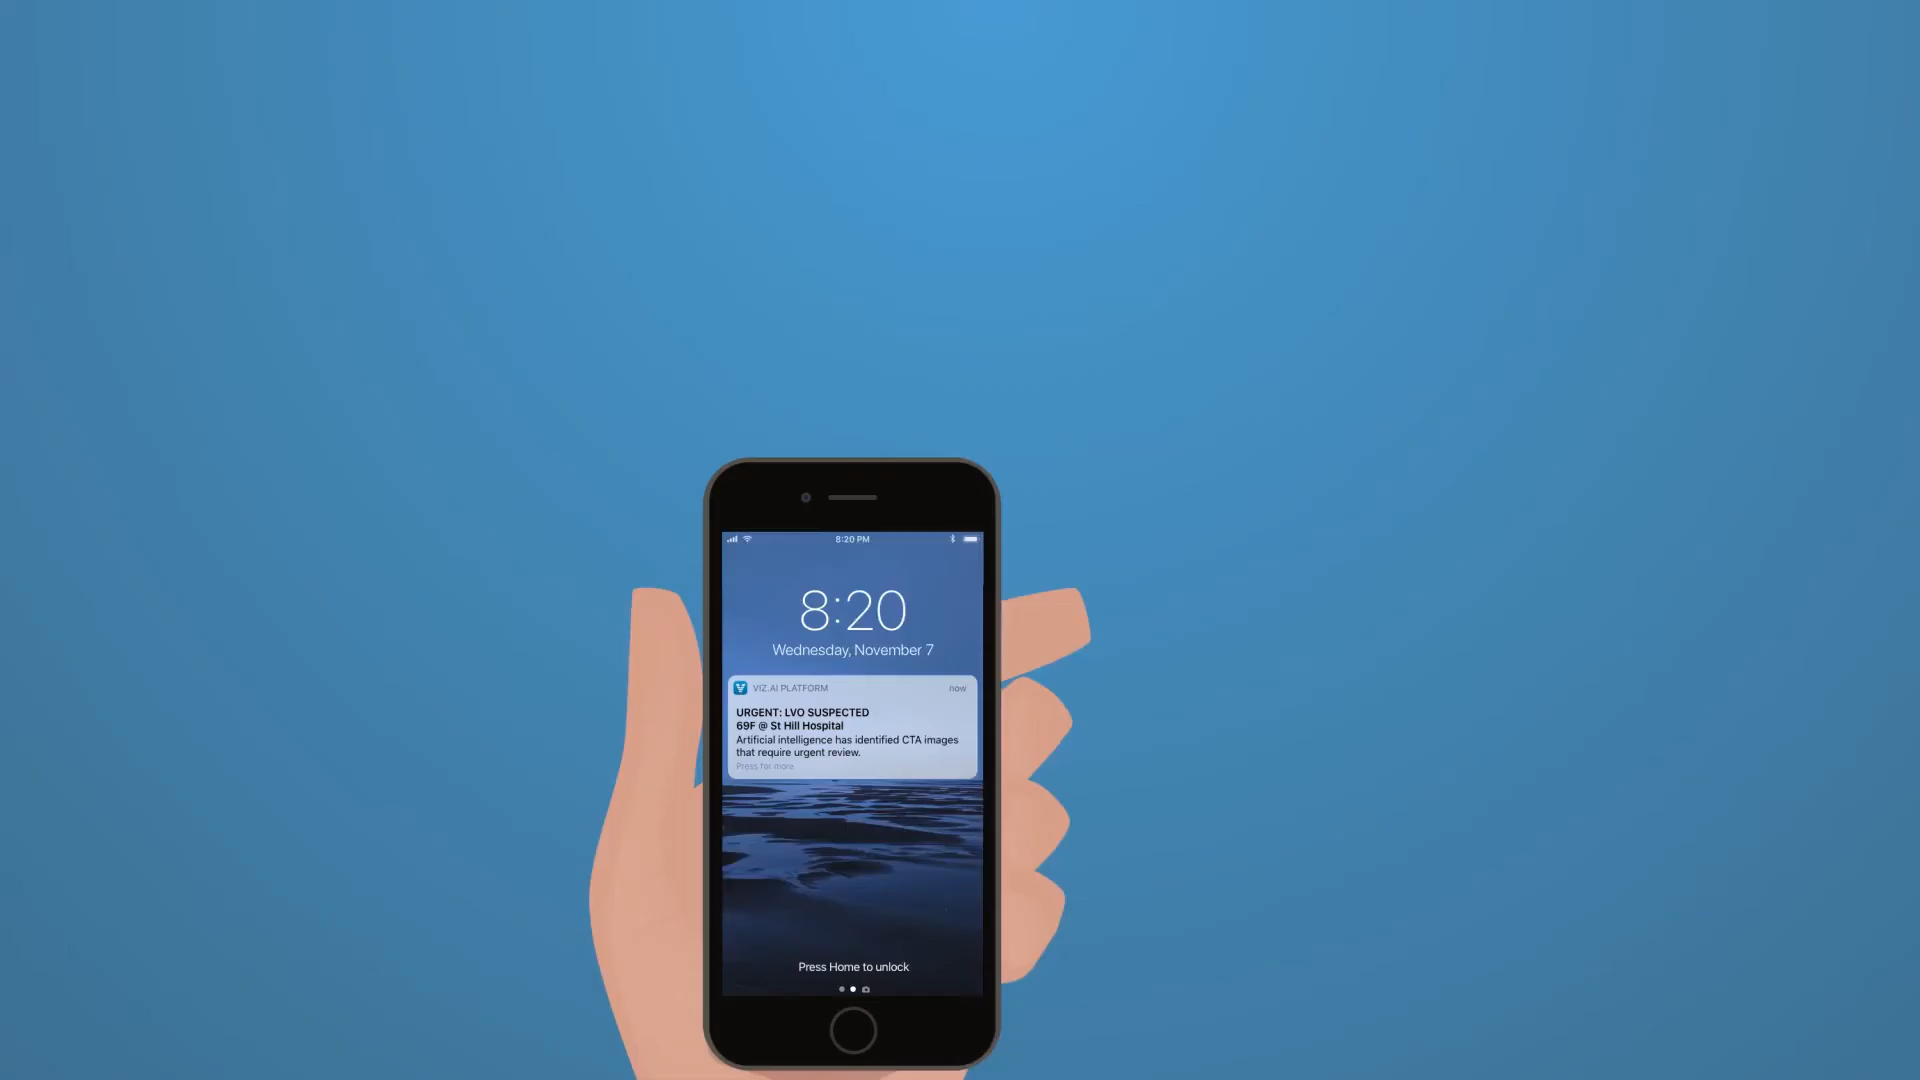 8:20 PM
8:20
Wednesday, November 7
VIZ.AI PLATFORM now
URGENT: LVO SUSPECTED
69F @ St Hill Hospital
Artificial intelligence has identified CTA images
that require urgent review.
Press for more
Press Home to unlock